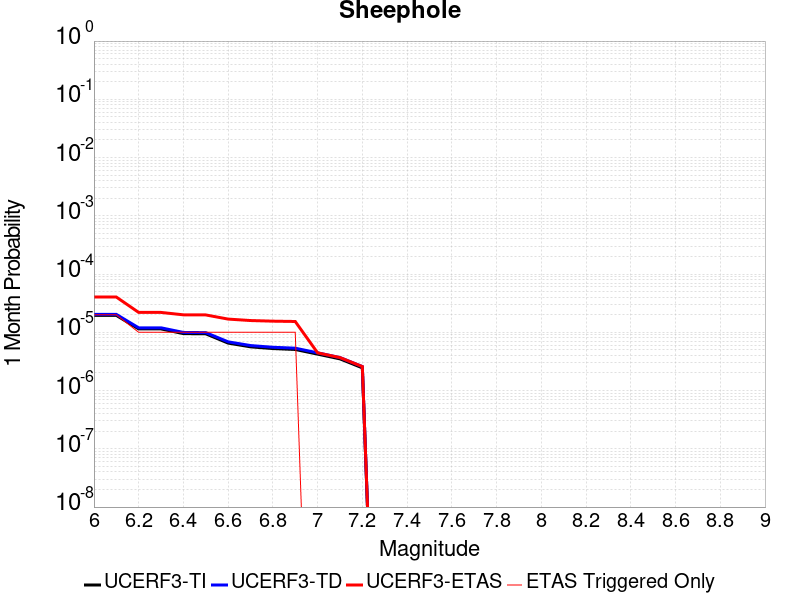 Sheephole
10^0
10^-1
10^-2
10^-3
10^-4
10^-5
10^-6
10^-7
10^-8
1 Month Probability
6 6.2 6.4 6.6 6.8 7 7.2 7.4 7.6 7.8 8 8.2 8.4 8.6 8.8 9
Magnitude
UCERF3-TI UCERF3-TD UCERF3-ETAS ETAS Triggered Only